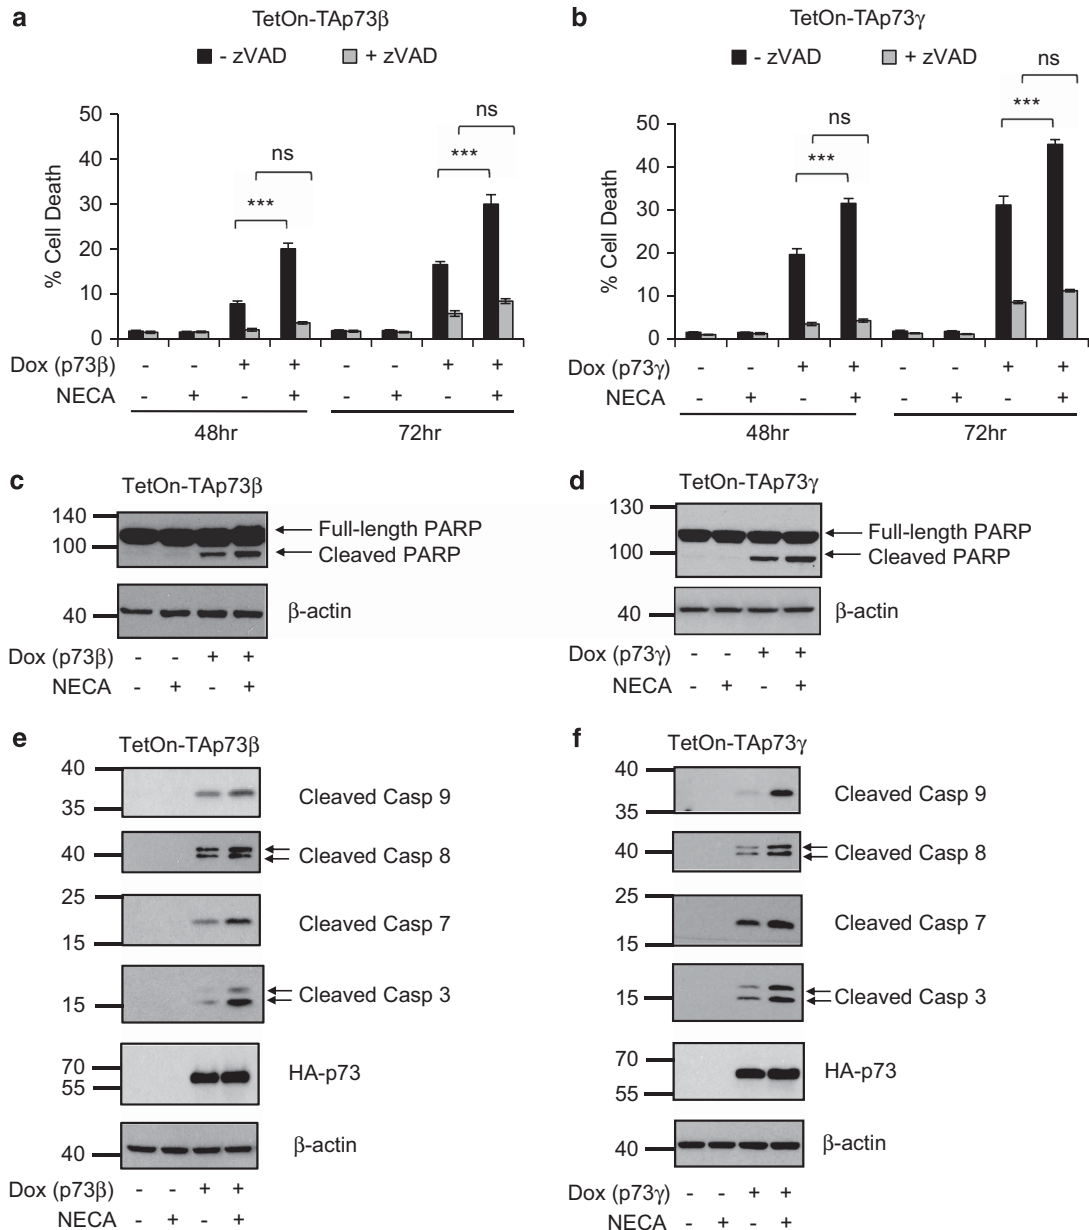 a
TetOn-TAp73β
- zVAD
+ zVAD
% Cell Death
50
40
30
20
10
0
***
ns
***
ns
Dox (p73β) - - + + - - + +
NECA - + - + - + - +
48hr
72hr
b
TetOn-TAp73γ
- zVAD
+ zVAD
% Cell Death
50
40
30
20
10
0
***
ns
***
ns
Dox (p73γ) - - + + - - + +
NECA - + - + - + - +
48hr
72hr
c
TetOn-TAp73β
140
100
Full-length PARP
Cleaved PARP
40
β-actin
Dox (p73β) - - + +
NECA - + - +
d
TetOn-TAp73γ
130
100
Full-length PARP
Cleaved PARP
40
β-actin
Dox (p73γ) - - + +
NECA - + - +
e
TetOn-TAp73β
40
35
Cleaved Casp 9
40
Cleaved Casp 8
25
15
Cleaved Casp 7
15
Cleaved Casp 3
70
55
HA-p73
40
β-actin
Dox (p73β) - - + +
NECA - + - +
f
TetOn-TAp73γ
40
35
Cleaved Casp 9
40
Cleaved Casp 8
25
15
Cleaved Casp 7
15
Cleaved Casp 3
70
55
HA-p73
40
β-actin
Dox (p73γ) - - + +
NECA - + - +